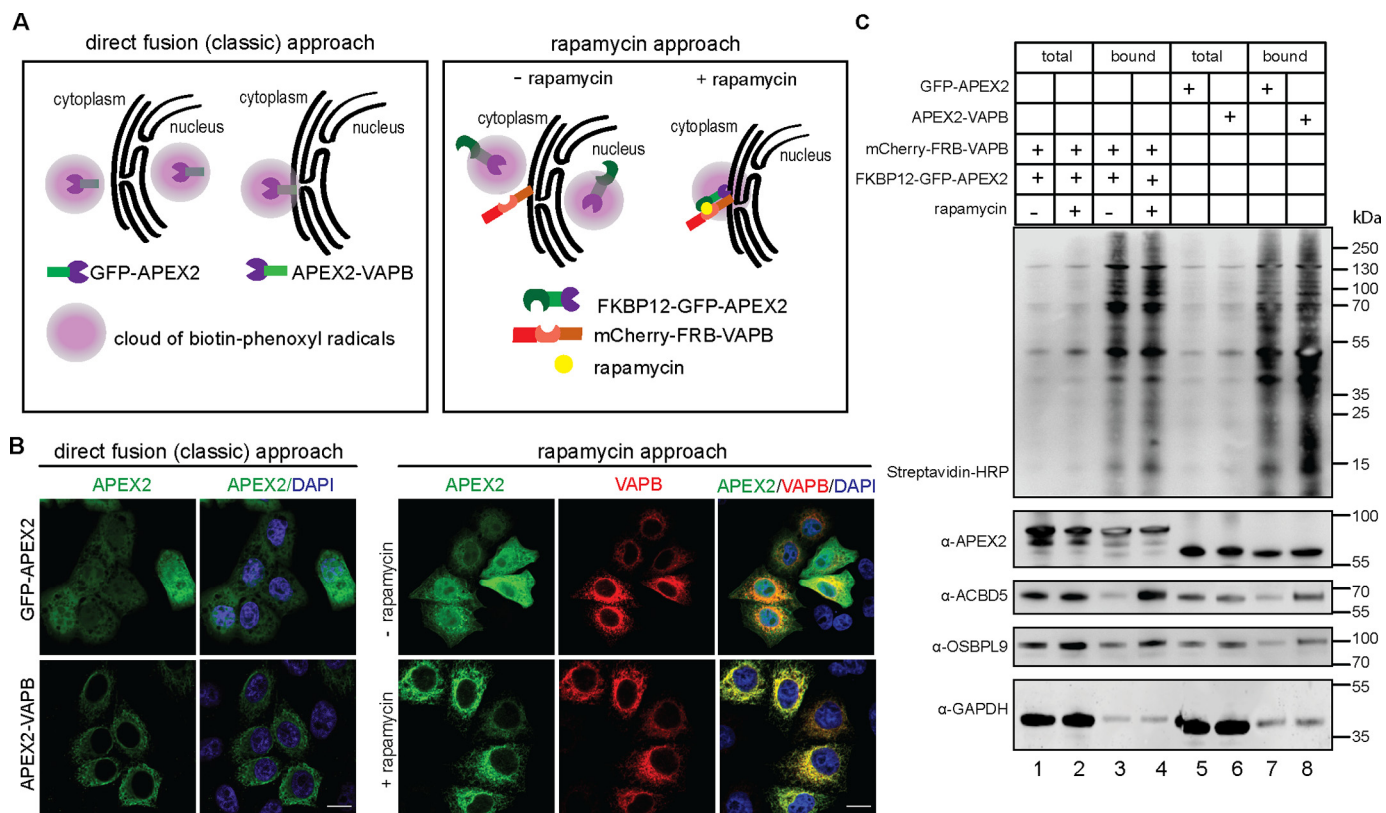 A
direct fusion (classic) approach
cytoplasm
nucleus
cytoplasm
nucleus
GFP-APEX2
APEX2-VAPB
cloud of biotin-phenoxyl radicals
rapamycin approach
– rapamycin
+ rapamycin
cytoplasm
nucleus
cytoplasm
nucleus
FKBP12-GFP-APEX2
mCherry-FRB-VAPB
rapamycin
B
direct fusion (classic) approach
APEX2
APEX2/DAPI
GFP-APEX2
APEX2-VAPB
rapamycin approach
APEX2
VAPB
APEX2/VAPB/DAPI
– rapamycin
+ rapamycin
C
total bound total bound
GFP-APEX2 + +
APEX2-VAPB + +
mCherry-FRB-VAPB + + + +
FKBP12-GFP-APEX2 + + + +
rapamycin – + – +
kDa
250
130
100
70
55
35
25
15
Streptavidin-HRP
α-APEX2
100
55
α-ACBD5
70
55
α-OSBPL9
100
70
α-GAPDH
55
35
1 2 3 4 5 6 7 8